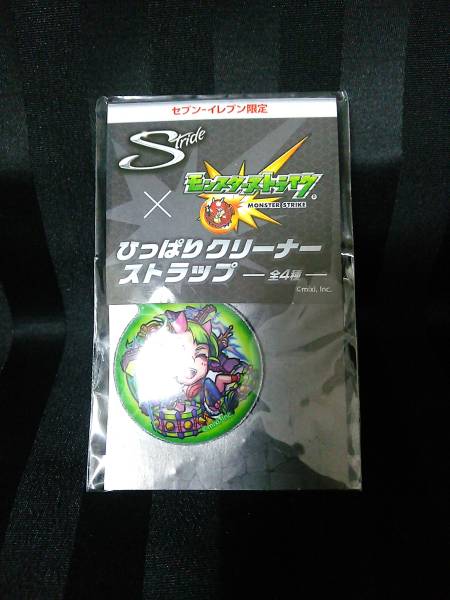 セブン-イレブン限定
Stride
×
モンスターストライク
MONSTER STRIKE
ひっぱりクリーナー
ストラップ ―全4種―
©mixi, Inc.
©mixi, Inc.